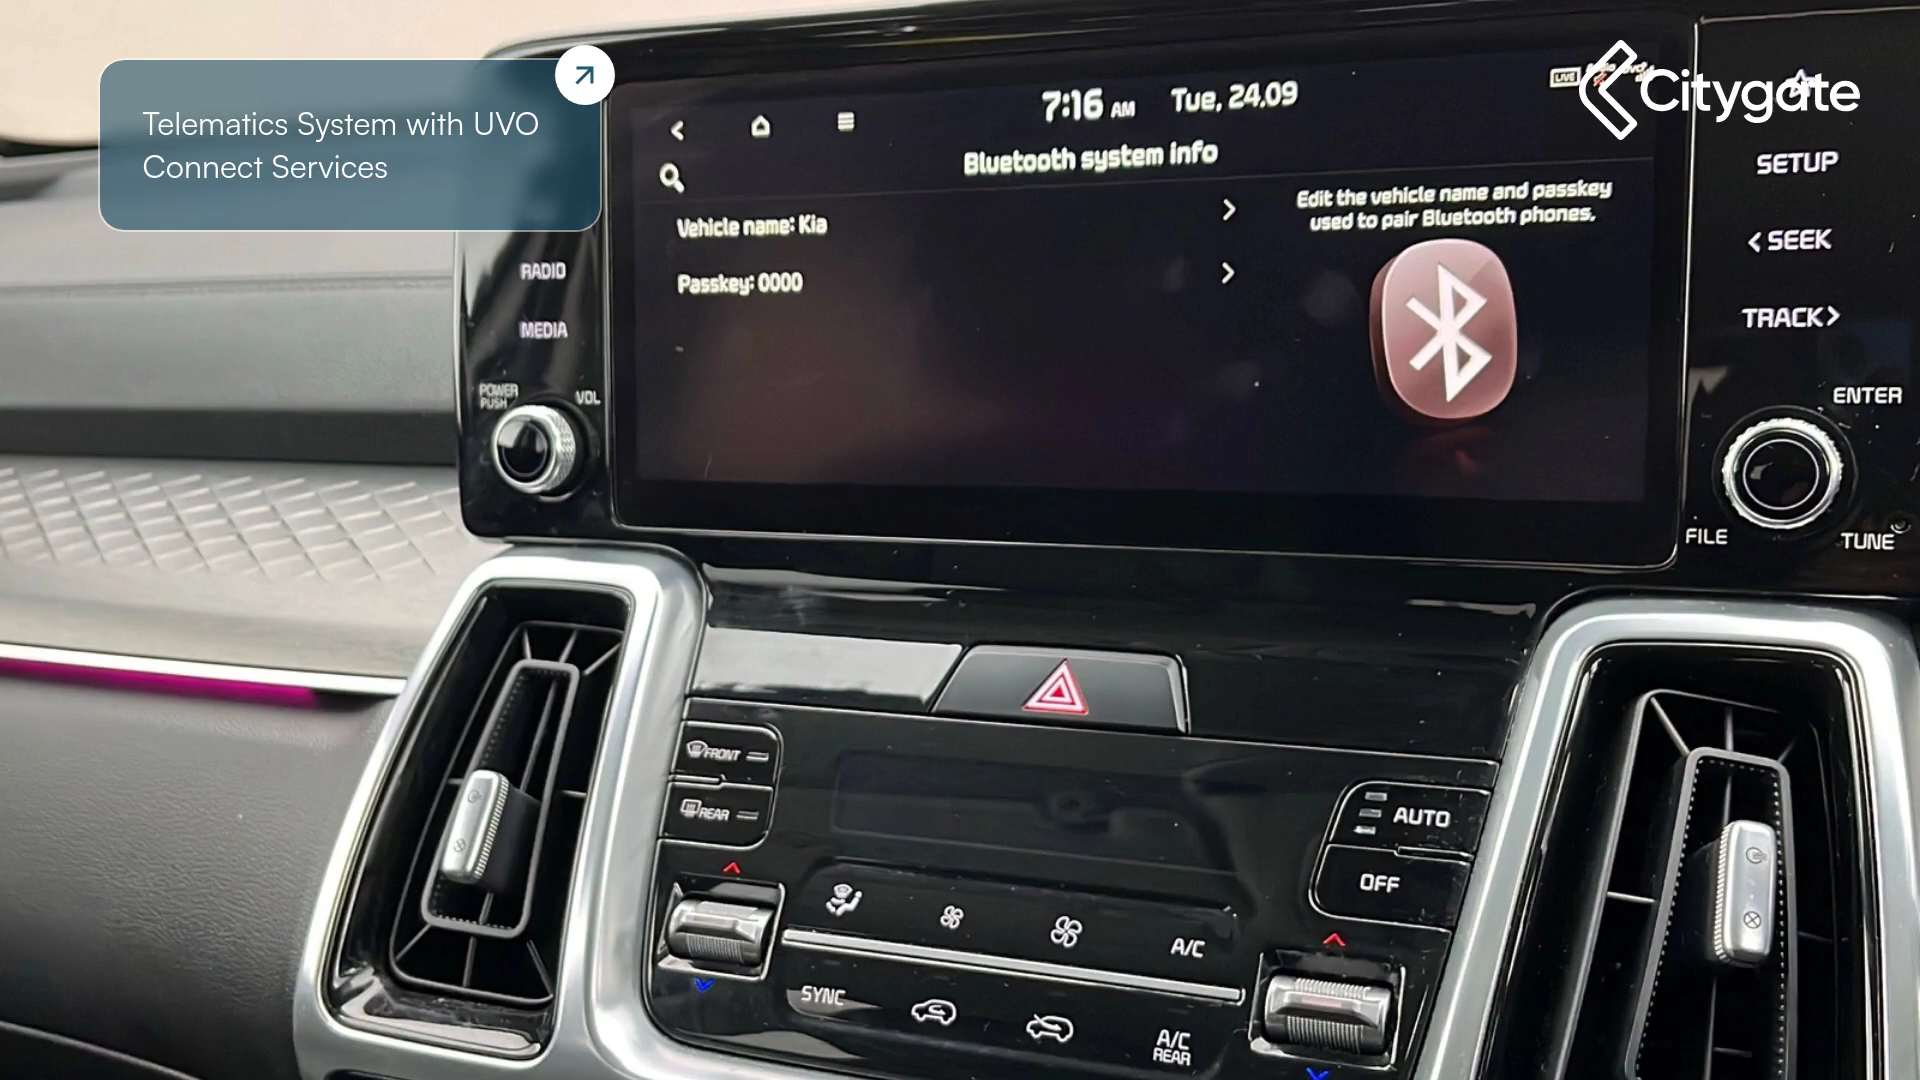 Telematics System with UVO
Connect Services
Citygate
7:16 AM Tue, 24.09
LIVE
Bluetooth system info
Vehicle name: Kia
Passkey: 0000
Edit the vehicle name and passkey
used to pair Bluetooth phones.
RADIO
MEDIA
POWER
PUSH
VOL
SETUP
< SEEK
TRACK >
ENTER
FILE
TUNE
FRONT
REAR
AUTO
OFF
A/C
SYNC
A/C
REAR